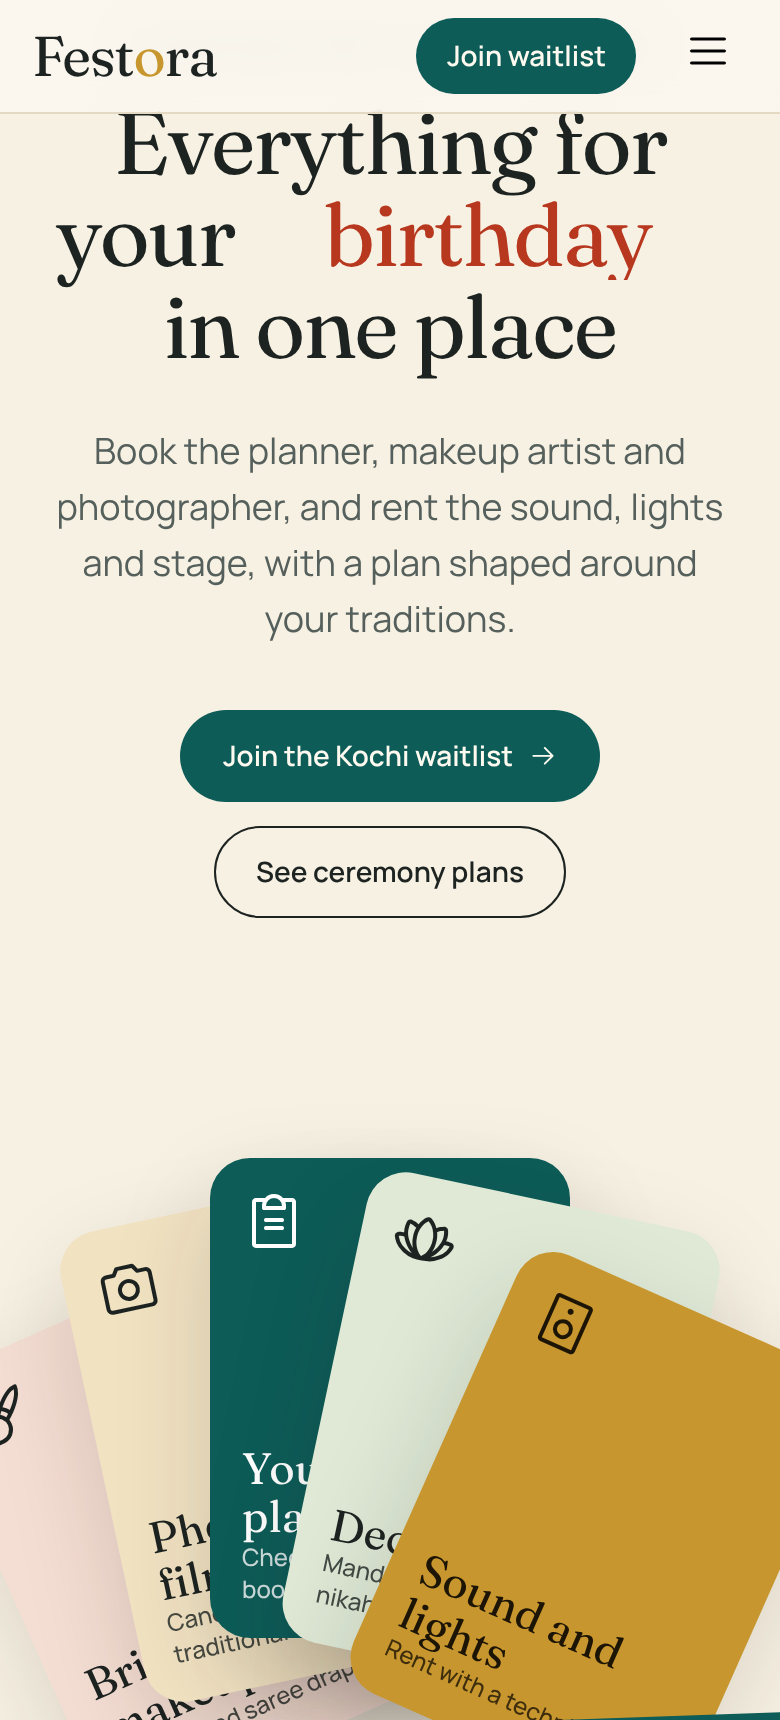 Festora
Join waitlist
Everything for
your birthday
in one place
Book the planner, makeup artist and
photographer, and rent the sound, lights
and stage, with a plan shaped around
your traditions.
Join the Kochi waitlist →
See ceremony plans
Sound and
lights
Rent with a